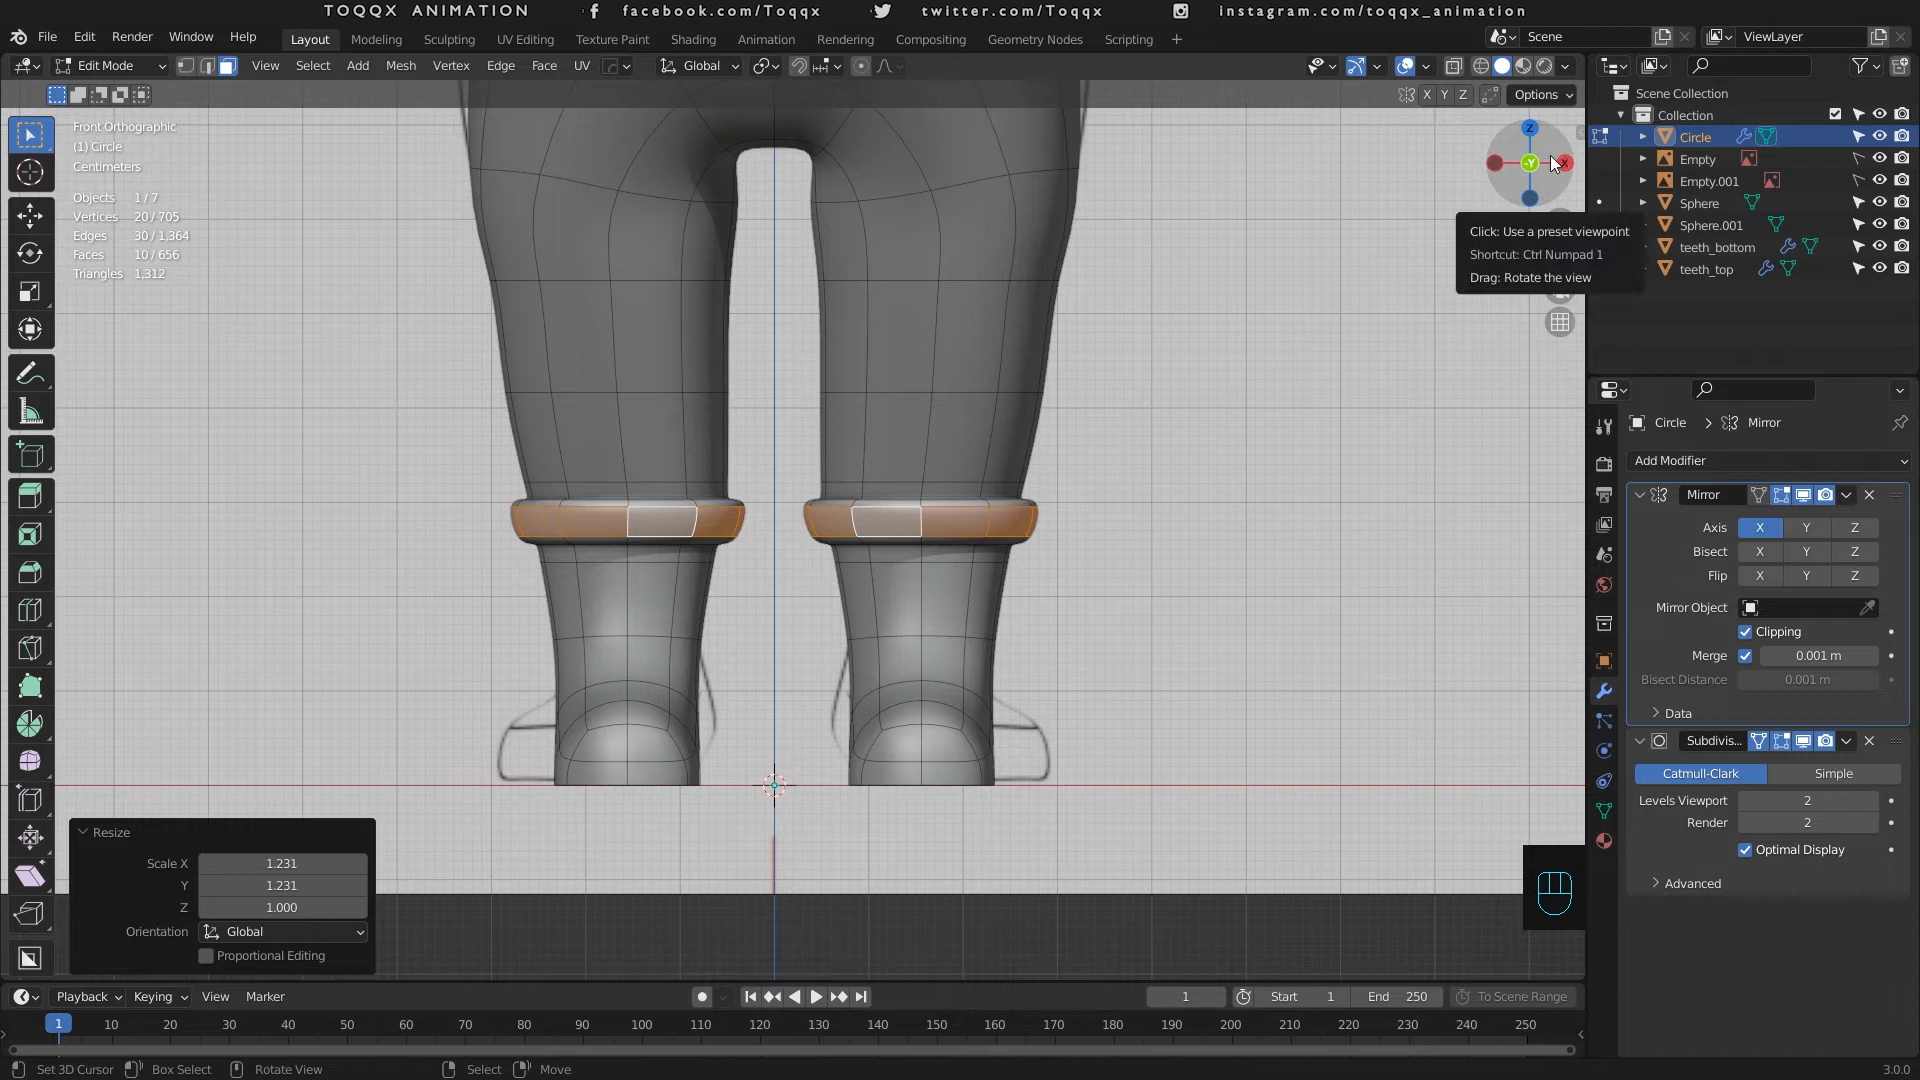 TOQQX ANIMATION facebook.com/Toqqx twitter.com/Toqqx instagram.com/toqqx_animation
File Edit Render Window Help Layout Modeling Sculpting UV Editing Texture Paint Shading Animation Rendering Compositing Geometry Nodes Scripting + Scene ViewLayer
Edit Mode View Select Add Mesh Vertex Edge Face UV Global
X Y Z Options
Front Orthographic
(1) Circle
Centimeters
Objects 1 / 7
Vertices 20 / 705
Edges 30 / 1,364
Faces 10 / 656
Triangles 1,312
Z
-Y
X
Click: Use a preset viewpoint
Shortcut: Ctrl Numpad 1
Drag: Rotate the view
Scene Collection
Collection
Circle
Empty
Empty.001
Sphere
Sphere.001
teeth_bottom
teeth_top
Circle > Mirror
Add Modifier
Mirror
Axis X Y Z
Bisect X Y Z
Flip X Y Z
Mirror Object
Clipping
Merge 0.001 m
Bisect Distance 0.001 m
Data
Subdivis...
Catmull-Clark Simple
Levels Viewport 2
Render 2
Optimal Display
Advanced
Resize
Scale X 1.231
Y 1.231
Z 1.000
Orientation Global
Proportional Editing
Playback Keying View Marker 1 Start 1 End 250 To Scene Range
1 10 20 30 40 50 60 70 80 90 100 110 120 130 140 150 160 170 180 190 200 210 220 230 240 250
Set 3D Cursor Box Select Rotate View Select Move 3.0.0